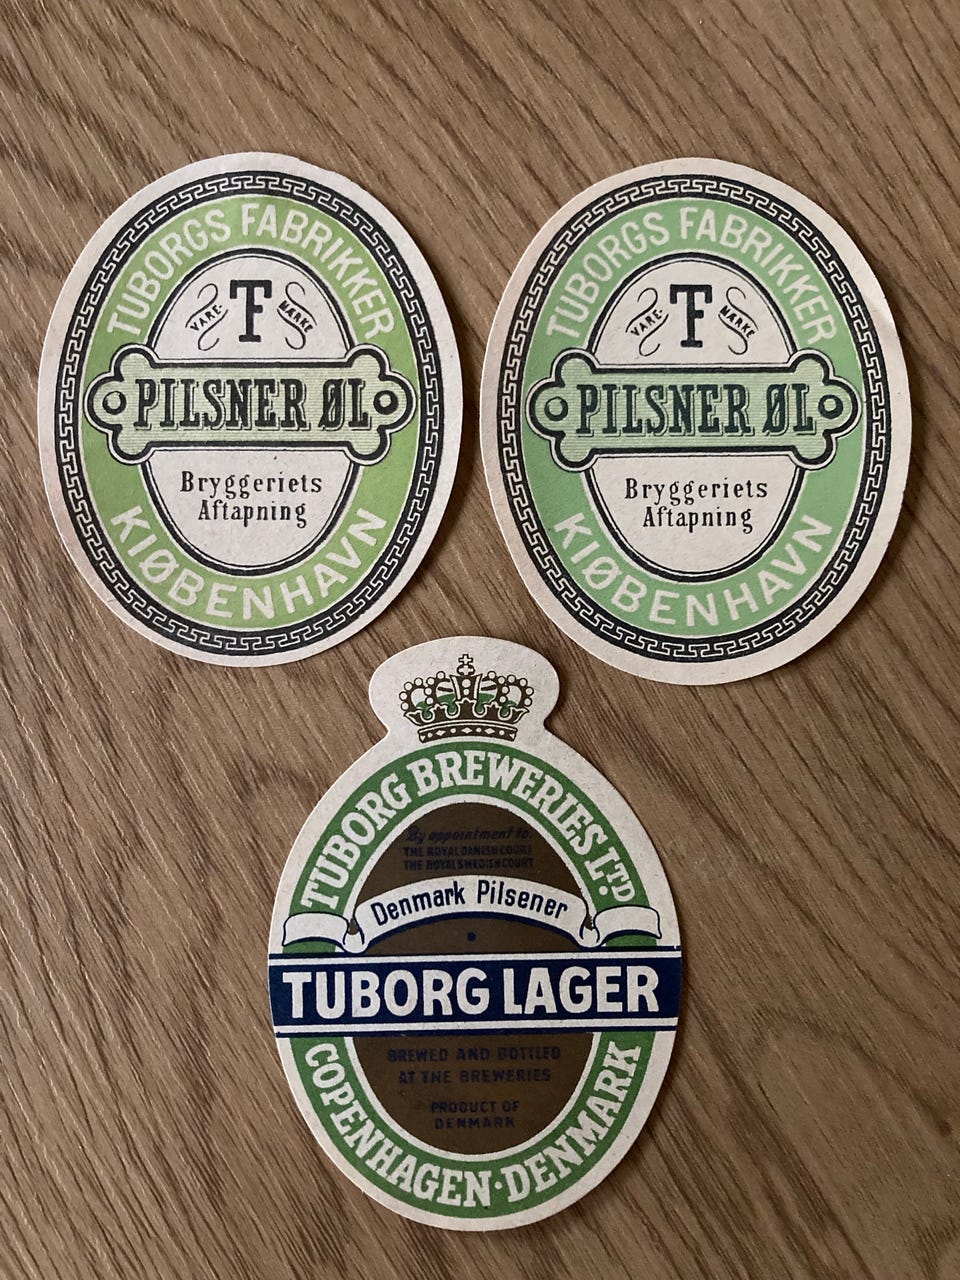 TUBORGS FABRIKKER
TF
VARE- MÆRKE
PILSNER ØL
Bryggeriets
Aftapning
KIØBENHAVN
TUBORGS FABRIKKER
TF
VARE- MÆRKE
PILSNER ØL
Bryggeriets
Aftapning
KIØBENHAVN
TUBORG BREWERIES LTD.
By appointment to
THE ROYAL DANISH COURT
THE ROYAL SWEDISH COURT
Denmark Pilsener
TUBORG LAGER
BREWED AND BOTTLED
AT THE BREWERIES
PRODUCT OF
DENMARK
COPENHAGEN·DENMARK